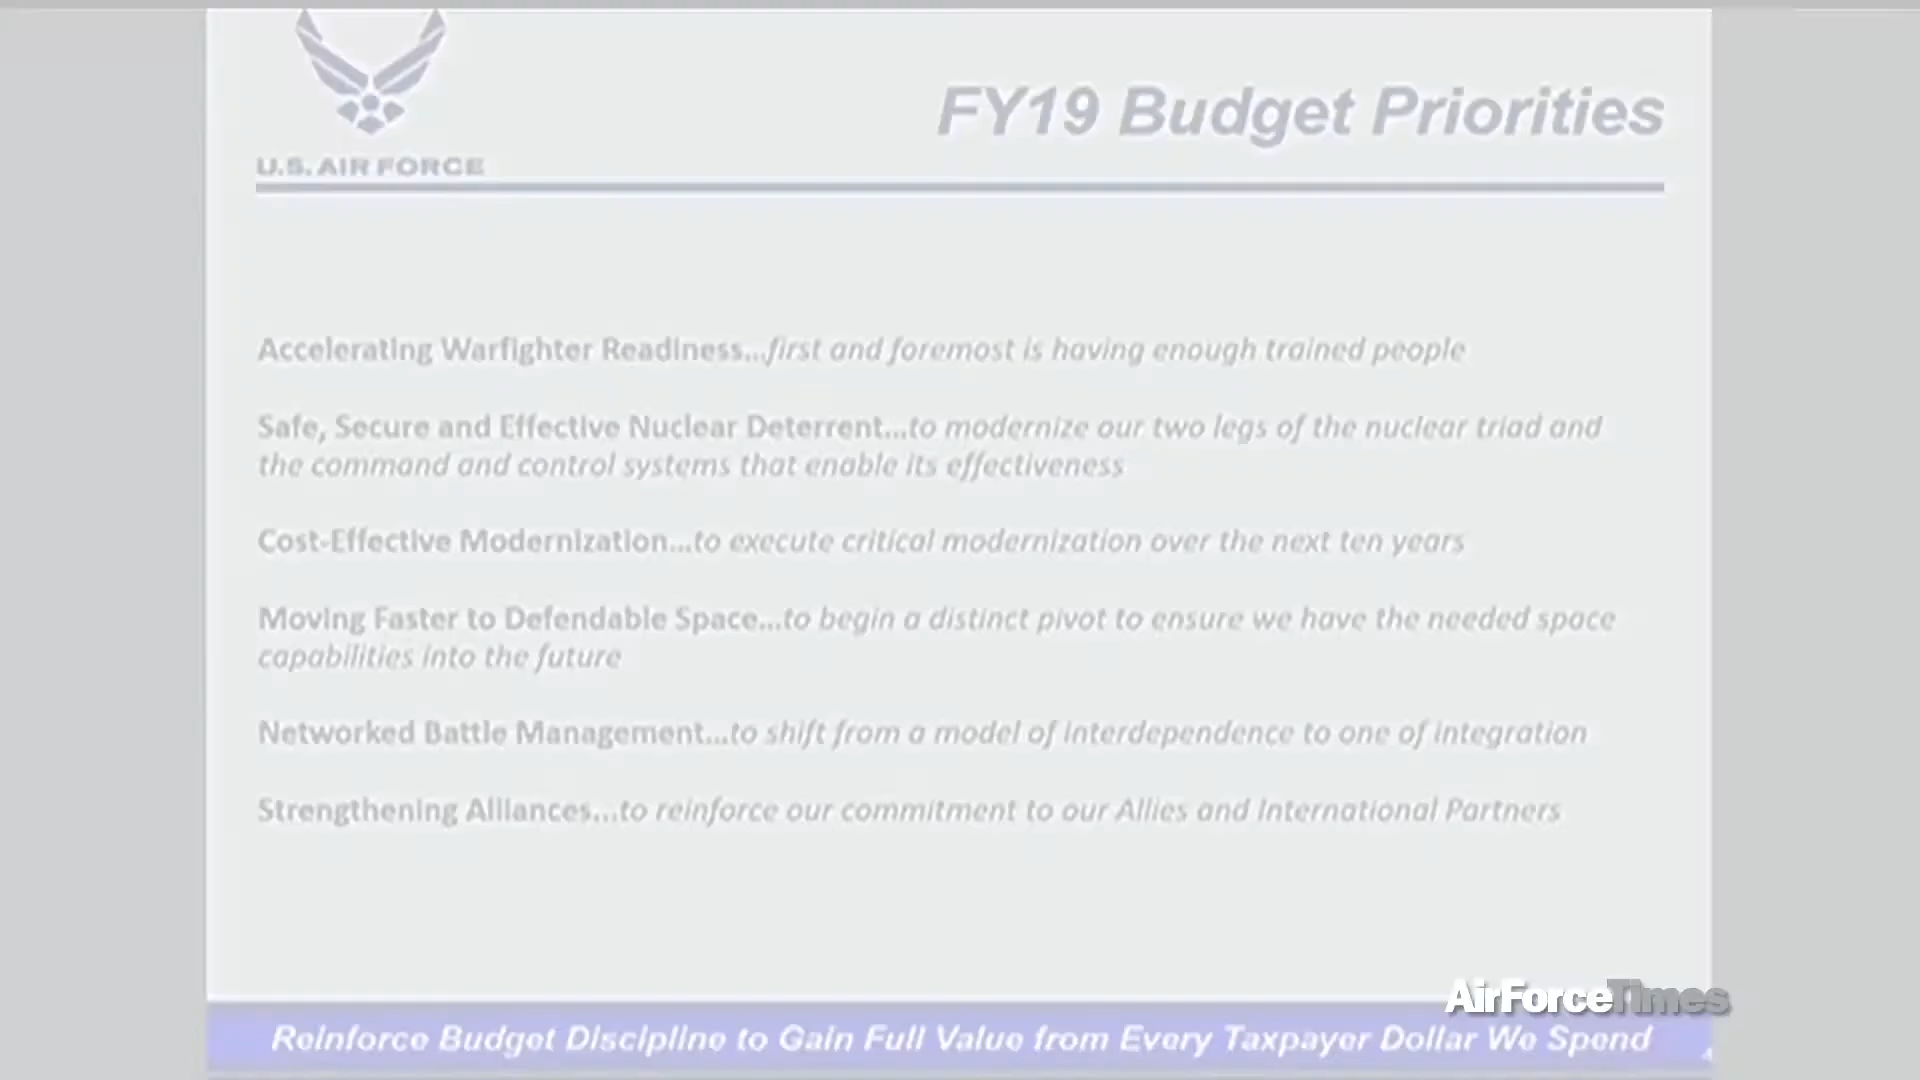 U.S. AIR FORCE
FY19 Budget Priorities
Accelerating Warfighter Readiness...first and foremost is having enough trained people
Safe, Secure and Effective Nuclear Deterrent...to modernize our two legs of the nuclear triad and
the command and control systems that enable its effectiveness
Cost-Effective Modernization...to execute critical modernization over the next ten years
Moving Faster to Defendable Space...to begin a distinct pivot to ensure we have the needed space
capabilities into the future
Networked Battle Management...to shift from a model of interdependence to one of integration
Strengthening Alliances...to reinforce our commitment to our Allies and International Partners
AirForceTimes
Reinforce Budget Discipline to Gain Full Value from Every Taxpayer Dollar We Spend